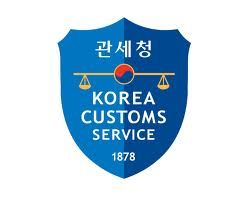 관세청
KOREA
CUSTOMS
SERVICE
1878